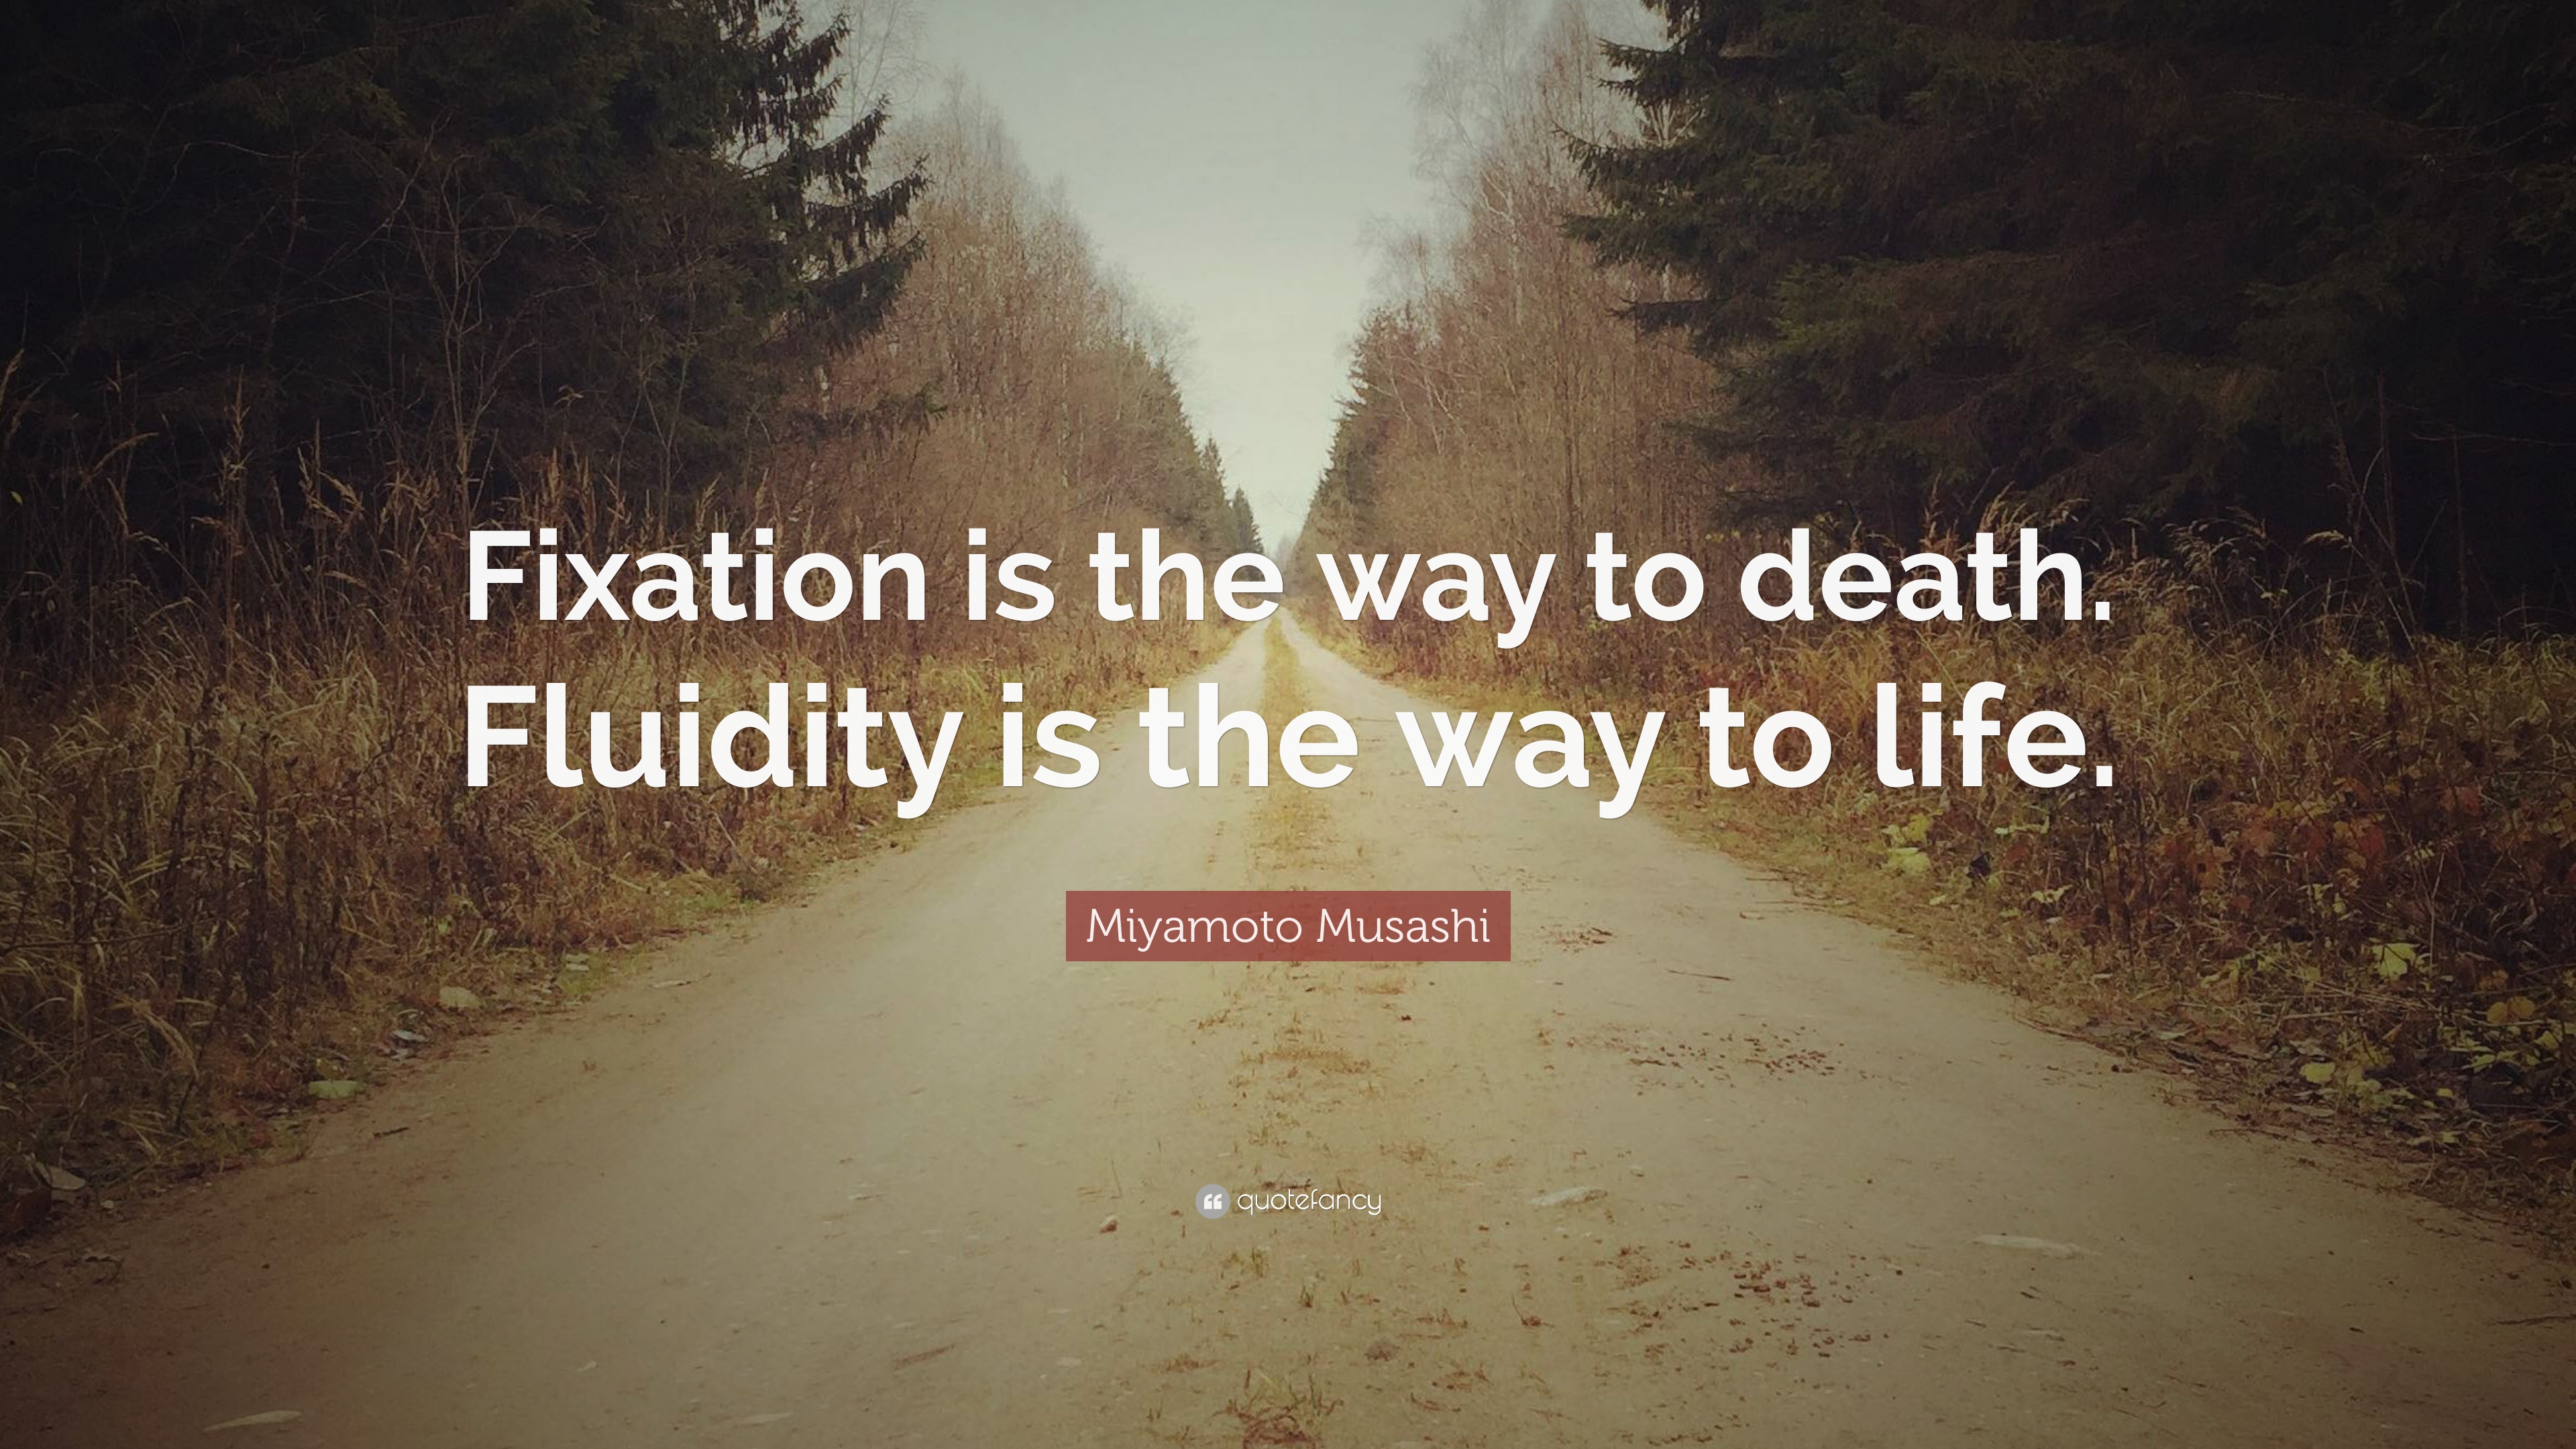 Fixation is the way to death.
Fluidity is the way to life.
Miyamoto Musashi
quotefancy